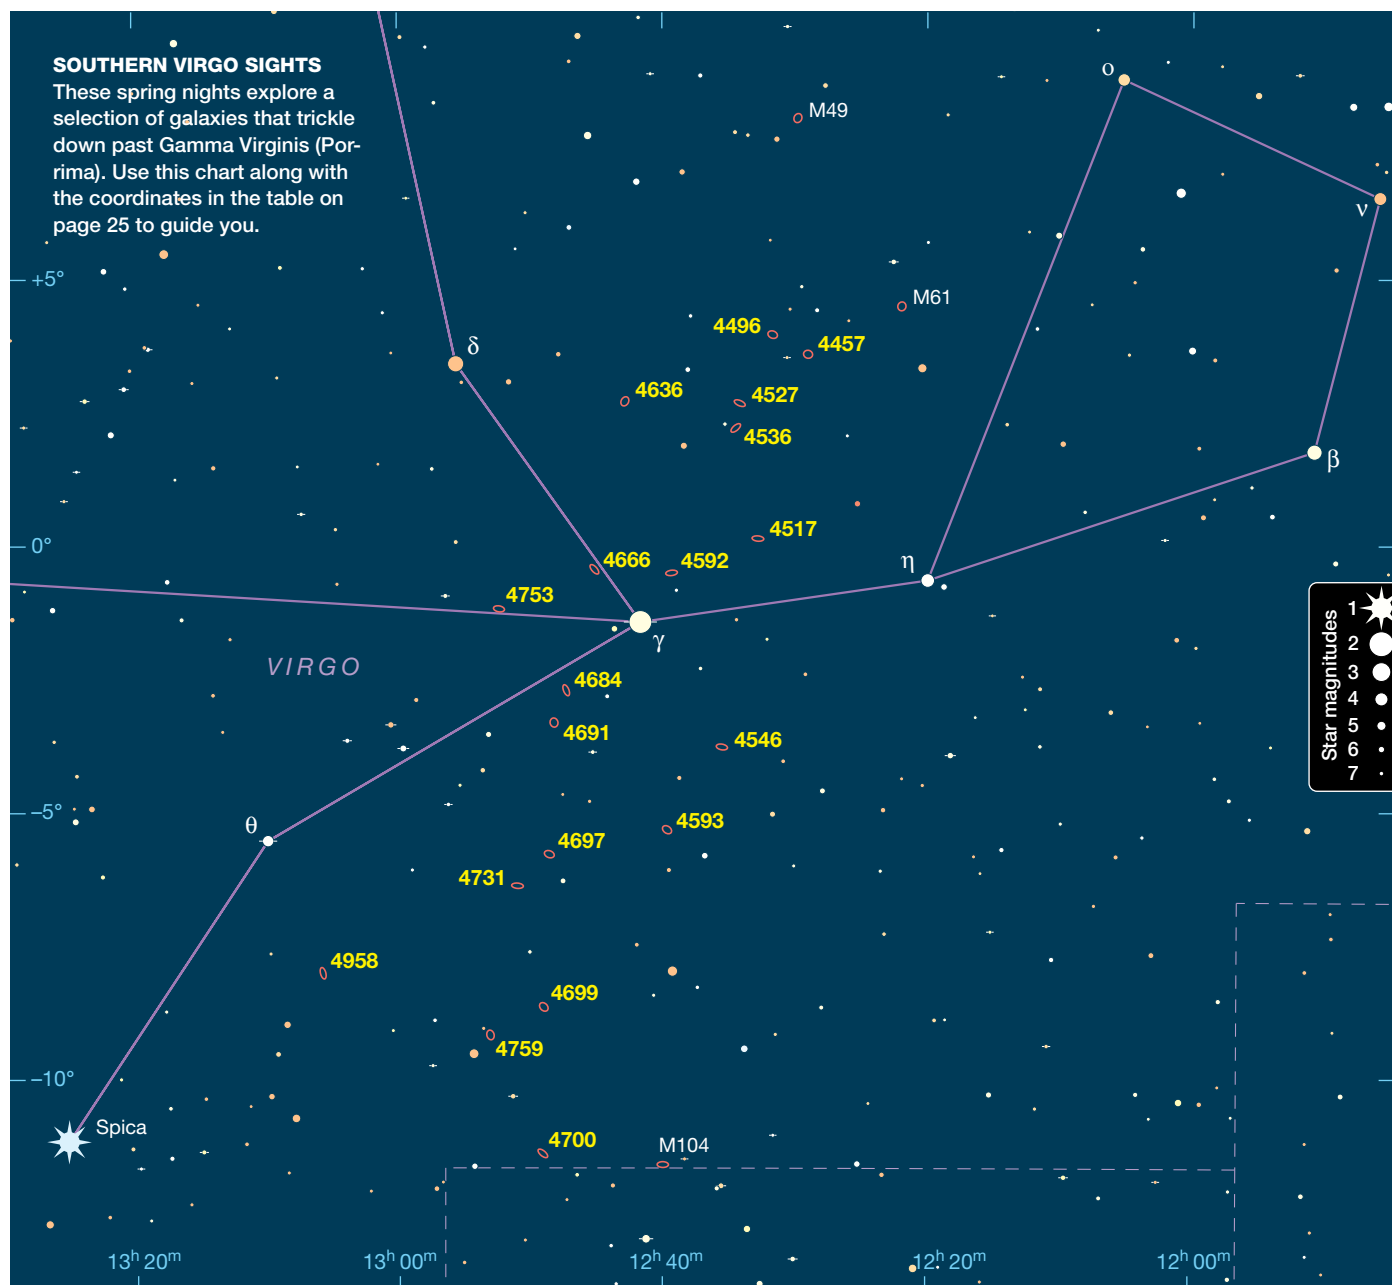 SOUTHERN VIRGO SIGHTS
These spring nights explore a
selection of galaxies that trickle
down past Gamma Virginis (Por-
rima). Use this chart along with
the coordinates in the table on
page 25 to guide you.
ο
M49
ν
+5°
M61
4496
4457
δ
4636
4527
4536
β
4517
0°
4666
4592
η
4753
γ
VIRGO
4684
4691
4546
Star magnitudes
1
2
3
4
5
6
7
–5°
θ
4593
4697
4731
4958
4699
4759
–10°
Spica
4700
M104
13h 20m
13h 00m
12h 40m
12h 20m
12h 00m